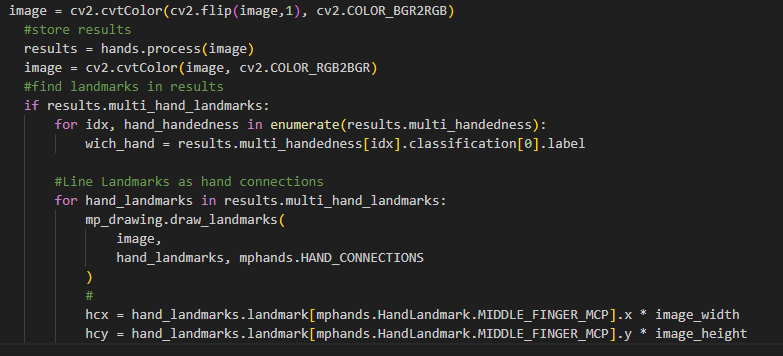 image = cv2.cvtColor(cv2.flip(image,1), cv2.COLOR_BGR2RGB)
#store results
results = hands.process(image)
image = cv2.cvtColor(image, cv2.COLOR_RGB2BGR)
#find landmarks in results
if results.multi_hand_landmarks:
for idx, hand_handedness in enumerate(results.multi_handedness):
wich_hand = results.multi_handedness[idx].classification[0].label
#Line Landmarks as hand connections
for hand_landmarks in results.multi_hand_landmarks:
mp_drawing.draw_landmarks(
image,
hand_landmarks, mphands.HAND_CONNECTIONS
)
#
hcx = hand_landmarks.landmark[mphands.HandLandmark.MIDDLE_FINGER_MCP].x * image_width
hcy = hand_landmarks.landmark[mphands.HandLandmark.MIDDLE_FINGER_MCP].y * image_height